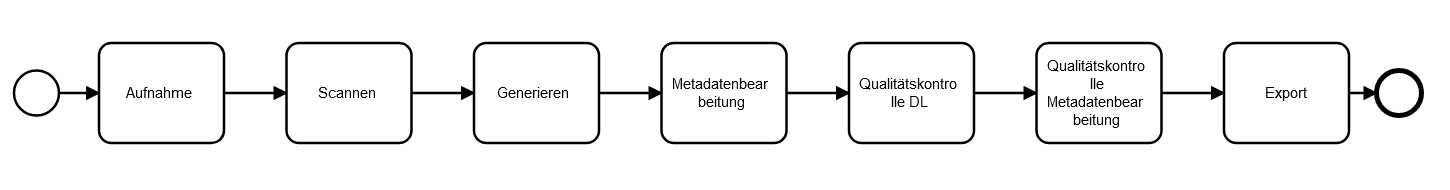 Aufnahme
Scannen
Generieren
Metadatenbear
beitung
Qualitätskontro
lle DL
Qualitätskontro
lle
Metadatenbear
beitung
Export